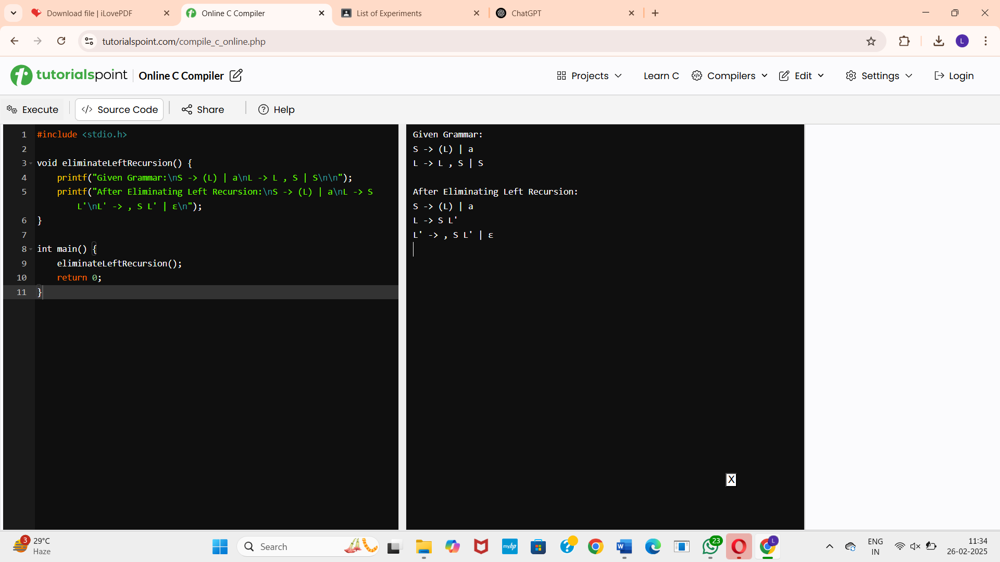 Download file | iLovePDF
Online C Compiler
List of Experiments
ChatGPT
tutorialspoint.com/compile_c_online.php
L
tutorialspoint
Online C Compiler
Projects
Learn C
Compilers
Edit
Settings
Login
Execute
</> Source Code
Share
? Help
1 #include <stdio.h>
2
3 void eliminateLeftRecursion() {
4 printf("Given Grammar:\nS -> (L) | a\nL -> L , S | S\n\n");
5 printf("After Eliminating Left Recursion:\nS -> (L) | a\nL -> S
L'\nL' -> , S L' | ε\n");
6 }
7
8 int main() {
9 eliminateLeftRecursion();
10 return 0;
11 }
Given Grammar:
S -> (L) | a
L -> L , S | S
After Eliminating Left Recursion:
S -> (L) | a
L -> S L'
L' -> , S L' | ε
X
3
29°C
Haze
Search
myhp
W
23
L
ENG
IN
11:34
26-02-2025